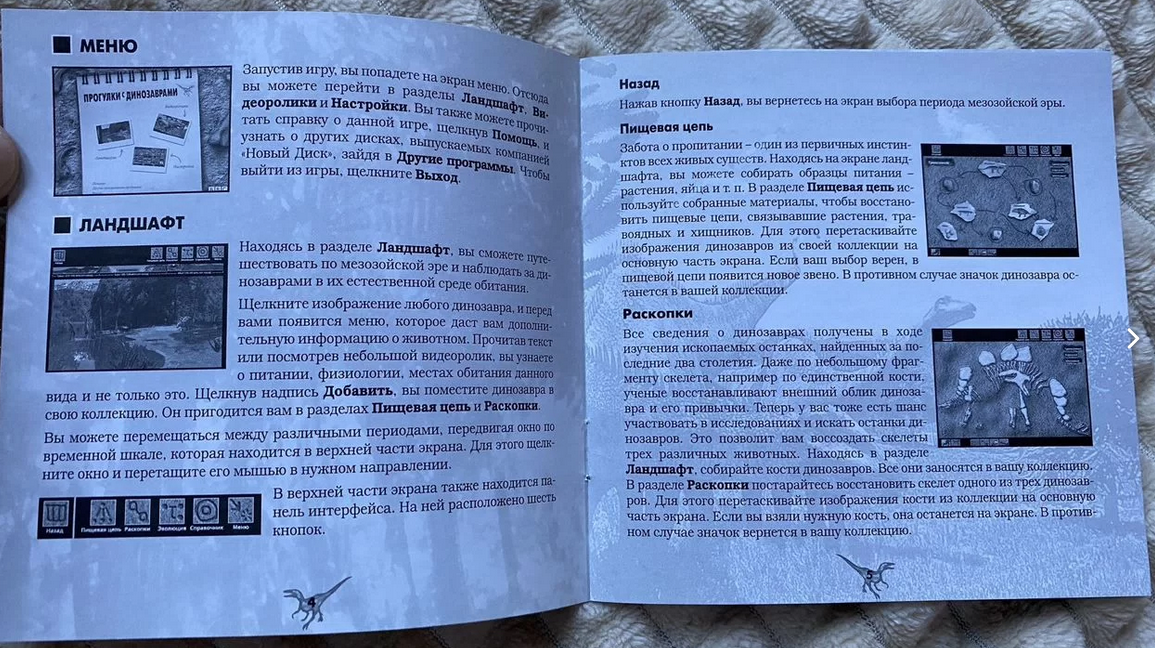 МЕНЮ
ПРОГУЛКИ С ДИНОЗАВРАМИ
BBC
Запустив игру, вы попадете на экран меню. Отсюда
вы можете перейти в разделы Ландшафт, Ви-
деоролики и Настройки. Вы также можете прочи-
тать справку о данной игре, щелкнув Помощь, и
узнать о других дисках, выпускаемых компанией
«Новый Диск», зайдя в Другие программы. Чтобы
выйти из игры, щелкните Выход.
ЛАНДШАФТ
Находясь в разделе Ландшафт, вы сможете путе-
шествовать по мезозойской эре и наблюдать за ди-
нозаврами в их естественной среде обитания.
Щелкните изображение любого динозавра, и перед
вами появится меню, которое даст вам дополни-
тельную информацию о животном. Прочитав текст
или посмотрев небольшой видеоролик, вы узнаете
о питании, физиологии, местах обитания данного
вида и не только это. Щелкнув надпись Добавить, вы поместите динозавра в
свою коллекцию. Он пригодится вам в разделах Пищевая цепь и Раскопки.
Вы можете перемещаться между различными периодами, передвигая окно по
временной шкале, которая находится в верхней части экрана. Для этого щелк-
ните окно и перетащите его мышью в нужном направлении.
Назад Пищевая цепь Раскопки Эволюция Справочник Меню
В верхней части экрана также находится па-
нель интерфейса. На ней расположено шесть
кнопок.
4
Назад
Нажав кнопку Назад, вы вернетесь на экран выбора периода мезозойской эры.
Пищевая цепь
Забота о пропитании – один из первичных инстин-
ктов всех живых существ. Находясь на экране ланд-
шафта, вы можете собирать образцы питания –
растения, яйца и т. п. В разделе Пищевая цепь ис-
пользуйте собранные материалы, чтобы восстано-
вить пищевые цепи, связывавшие растения, тра-
воядных и хищников. Для этого перетаскивайте
изображения динозавров из своей коллекции на
основную часть экрана. Если ваш выбор верен, в
пищевой цепи появится новое звено. В противном случае значок динозавра ос-
танется в вашей коллекции.
Раскопки
Все сведения о динозаврах получены в ходе
изучения ископаемых останков, найденных за по-
следние два столетия. Даже по небольшому фраг-
менту скелета, например по единственной кости,
ученые восстанавливают внешний облик диноза-
вра и его привычки. Теперь у вас тоже есть шанс
участвовать в исследованиях и искать останки ди-
нозавров. Это позволит вам воссоздать скелеты
трех различных животных. Находясь в разделе
Ландшафт, собирайте кости динозавров. Все они заносятся в вашу коллекцию.
В разделе Раскопки постарайтесь восстановить скелет одного из трех динозав-
ров. Для этого перетаскивайте изображения кости из коллекции на основную
часть экрана. Если вы взяли нужную кость, она останется на экране. В против-
ном случае значок вернется в вашу коллекцию.
5